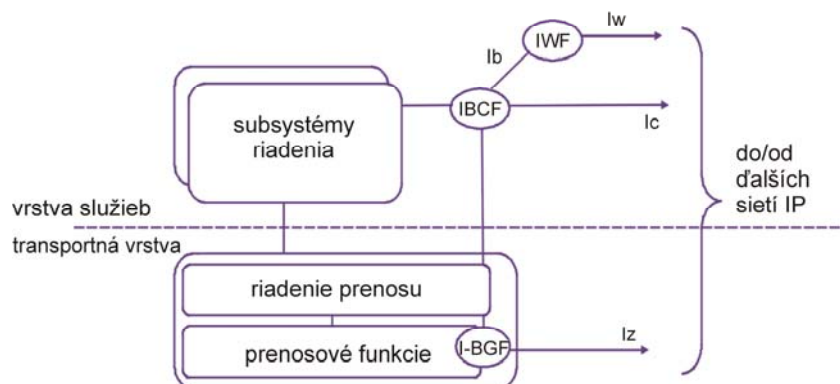 Iw
IWF
Ib
IBCF
Ic
subsystémy
riadenia
do/od
ďalších
sietí IP
vrstva služieb
transportná vrstva
riadenie prenosu
prenosové funkcie
I-BGF
Iz